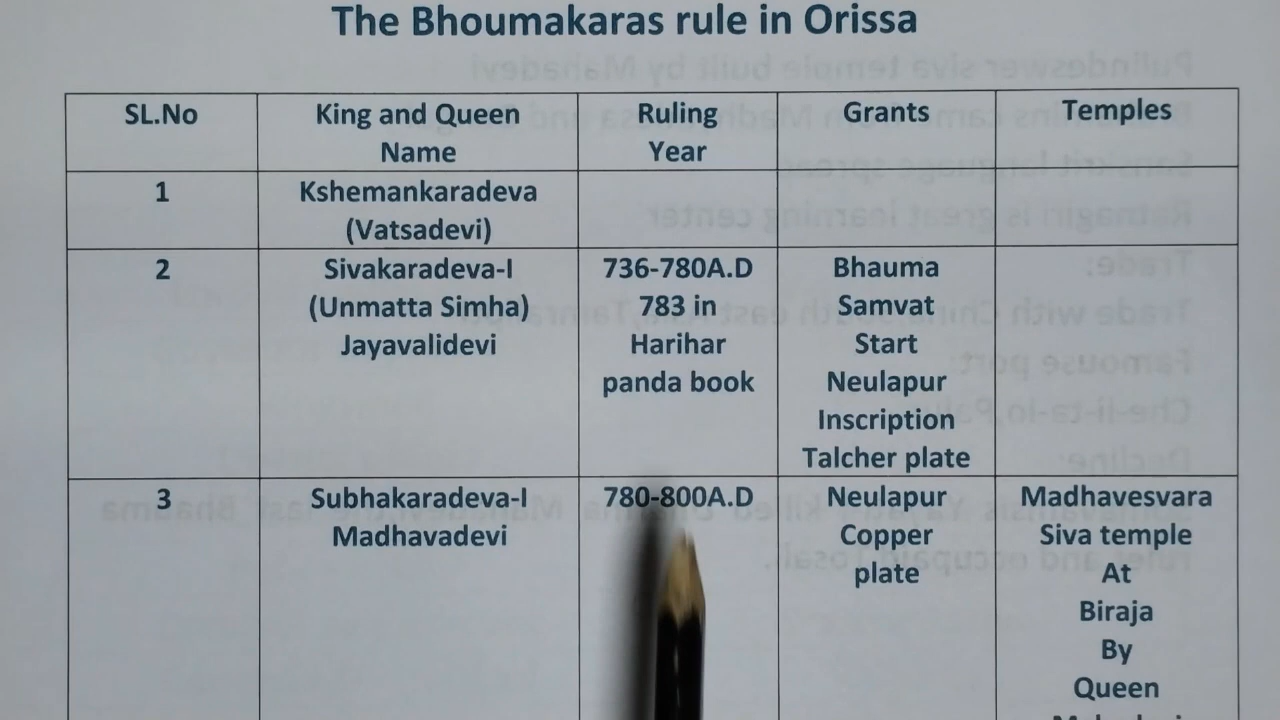 The Bhoumakaras rule in Orissa
SL.No
King and Queen
Name
Ruling
Year
Grants
Temples
1
Kshemankaradeva
(Vatsadevi)
2
Sivakaradeva-I
(Unmatta Simha)
Jayavalidevi
736-780A.D
783 in
Harihar
panda book
Bhauma
Samvat
Start
Neulapur
Inscription
Talcher plate
3
Subhakaradeva-I
Madhavadevi
780-800A.D
Neulapur
Copper
plate
Madhavesvara
Siva temple
At
Biraja
By
Queen